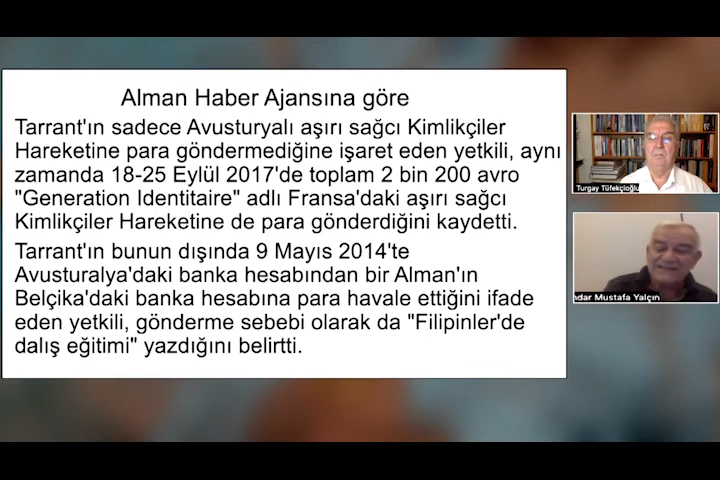 Alman Haber Ajansına göre
Tarrant'ın sadece Avusturyalı aşırı sağcı Kimlikçiler
Hareketine para göndermediğine işaret eden yetkili, aynı
zamanda 18-25 Eylül 2017'de toplam 2 bin 200 avro
"Generation Identitaire" adlı Fransa'daki aşırı sağcı
Kimlikçiler Hareketine de para gönderdiğini kaydetti.
Tarrant'ın bunun dışında 9 Mayıs 2014'te
Avusturalya'daki banka hesabından bir Alman'ın
Belçika'daki banka hesabına para havale ettiğini ifade
eden yetkili, gönderme sebebi olarak da "Filipinler'de
dalış eğitimi" yazdığını belirtti.
Turgay Tüfekçioğlu
ndar Mustafa Yalçın